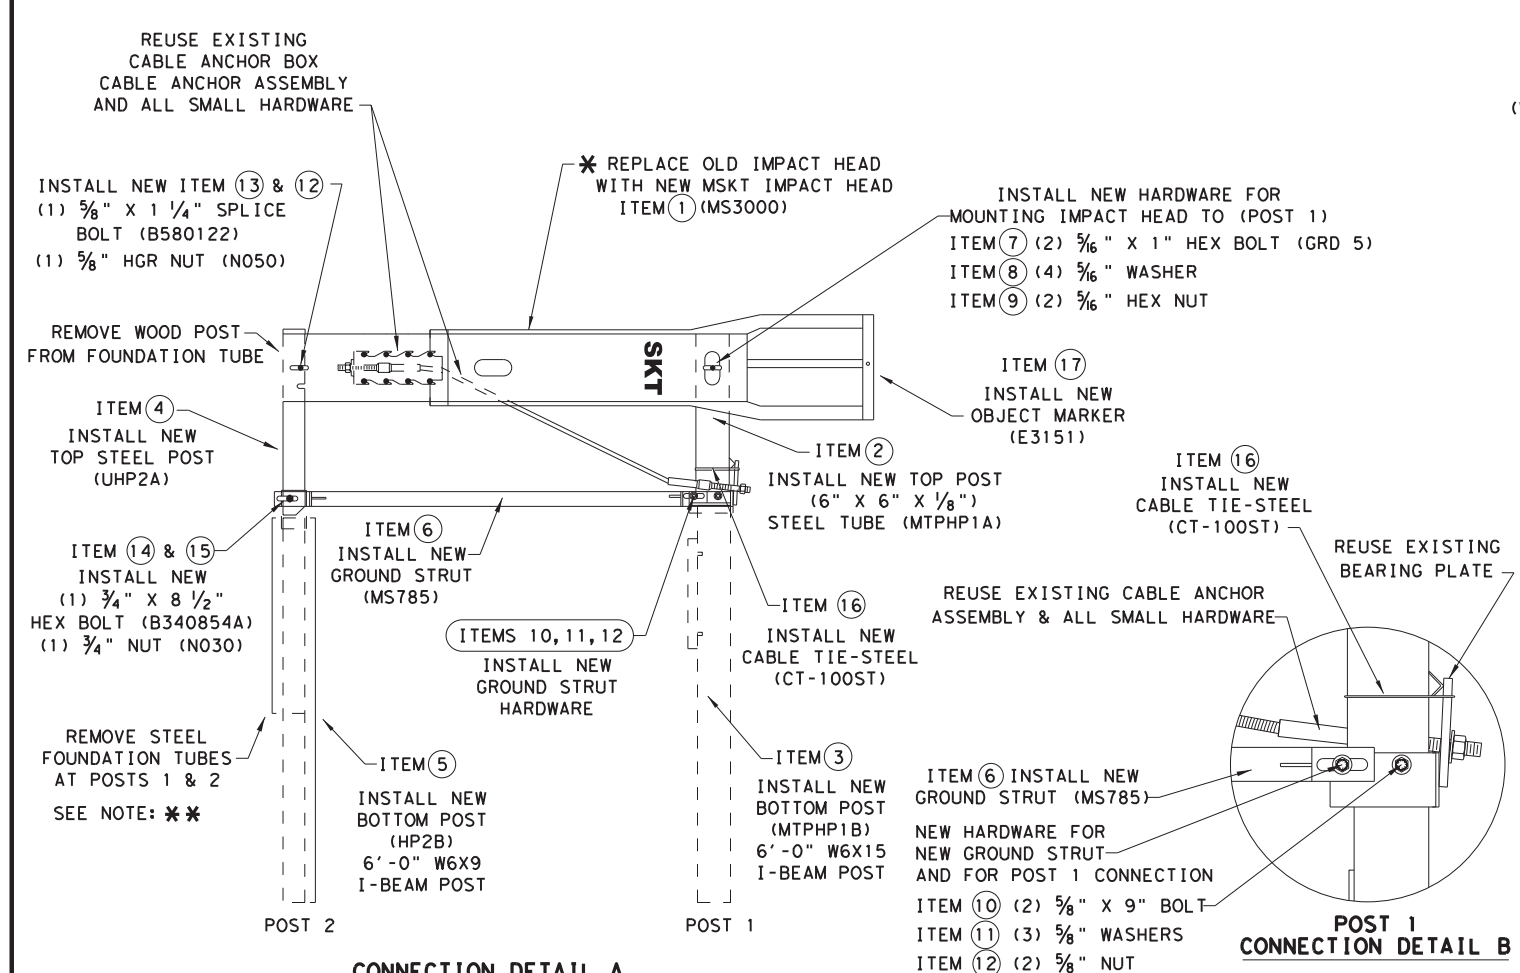 REUSE EXISTING
CABLE ANCHOR BOX
CABLE ANCHOR ASSEMBLY
AND ALL SMALL HARDWARE
INSTALL NEW ITEM 13 & 12
(1) 5/8" X 1 1/4" SPLICE
BOLT (B580122)
(1) 5/8" HGR NUT (N050)
* REPLACE OLD IMPACT HEAD
WITH NEW MSKT IMPACT HEAD
ITEM 1 (MS3000)
INSTALL NEW HARDWARE FOR
MOUNTING IMPACT HEAD TO (POST 1)
ITEM 7 (2) 5/16" X 1" HEX BOLT (GRD 5)
ITEM 8 (4) 5/16" WASHER
ITEM 9 (2) 5/16" HEX NUT
REMOVE WOOD POST
FROM FOUNDATION TUBE
SKT
ITEM 17
INSTALL NEW
OBJECT MARKER
(E3151)
ITEM 4
INSTALL NEW
TOP STEEL POST
(UHP2A)
ITEM 2
INSTALL NEW TOP POST
(6" X 6" X 1/8")
STEEL TUBE (MTPHP1A)
ITEM 16
INSTALL NEW
CABLE TIE-STEEL
(CT-100ST)
REUSE EXISTING
BEARING PLATE
ITEM 14 & 15
INSTALL NEW
(1) 3/4" X 8 1/2"
HEX BOLT (B340854A)
(1) 3/4" NUT (N030)
ITEM 6
INSTALL NEW
GROUND STRUT
(MS785)
ITEMS 10, 11, 12
INSTALL NEW
GROUND STRUT
HARDWARE
ITEM 16
INSTALL NEW
CABLE TIE-STEEL
(CT-100ST)
REUSE EXISTING CABLE ANCHOR
ASSEMBLY & ALL SMALL HARDWARE
REMOVE STEEL
FOUNDATION TUBES
AT POSTS 1 & 2
SEE NOTE: * *
ITEM 5
INSTALL NEW
BOTTOM POST
(HP2B)
6'-0" W6X9
I-BEAM POST
ITEM 3
INSTALL NEW
BOTTOM POST
(MTPHP1B)
6'-0" W6X15
I-BEAM POST
ITEM 6 INSTALL NEW
GROUND STRUT (MS785)
NEW HARDWARE FOR
NEW GROUND STRUT
AND FOR POST 1 CONNECTION
ITEM 10 (2) 5/8" X 9" BOLT
ITEM 11 (3) 5/8" WASHERS
ITEM 12 (2) 5/8" NUT
POST 2
POST 1
POST 1
CONNECTION DETAIL B
CONNECTION DETAIL A